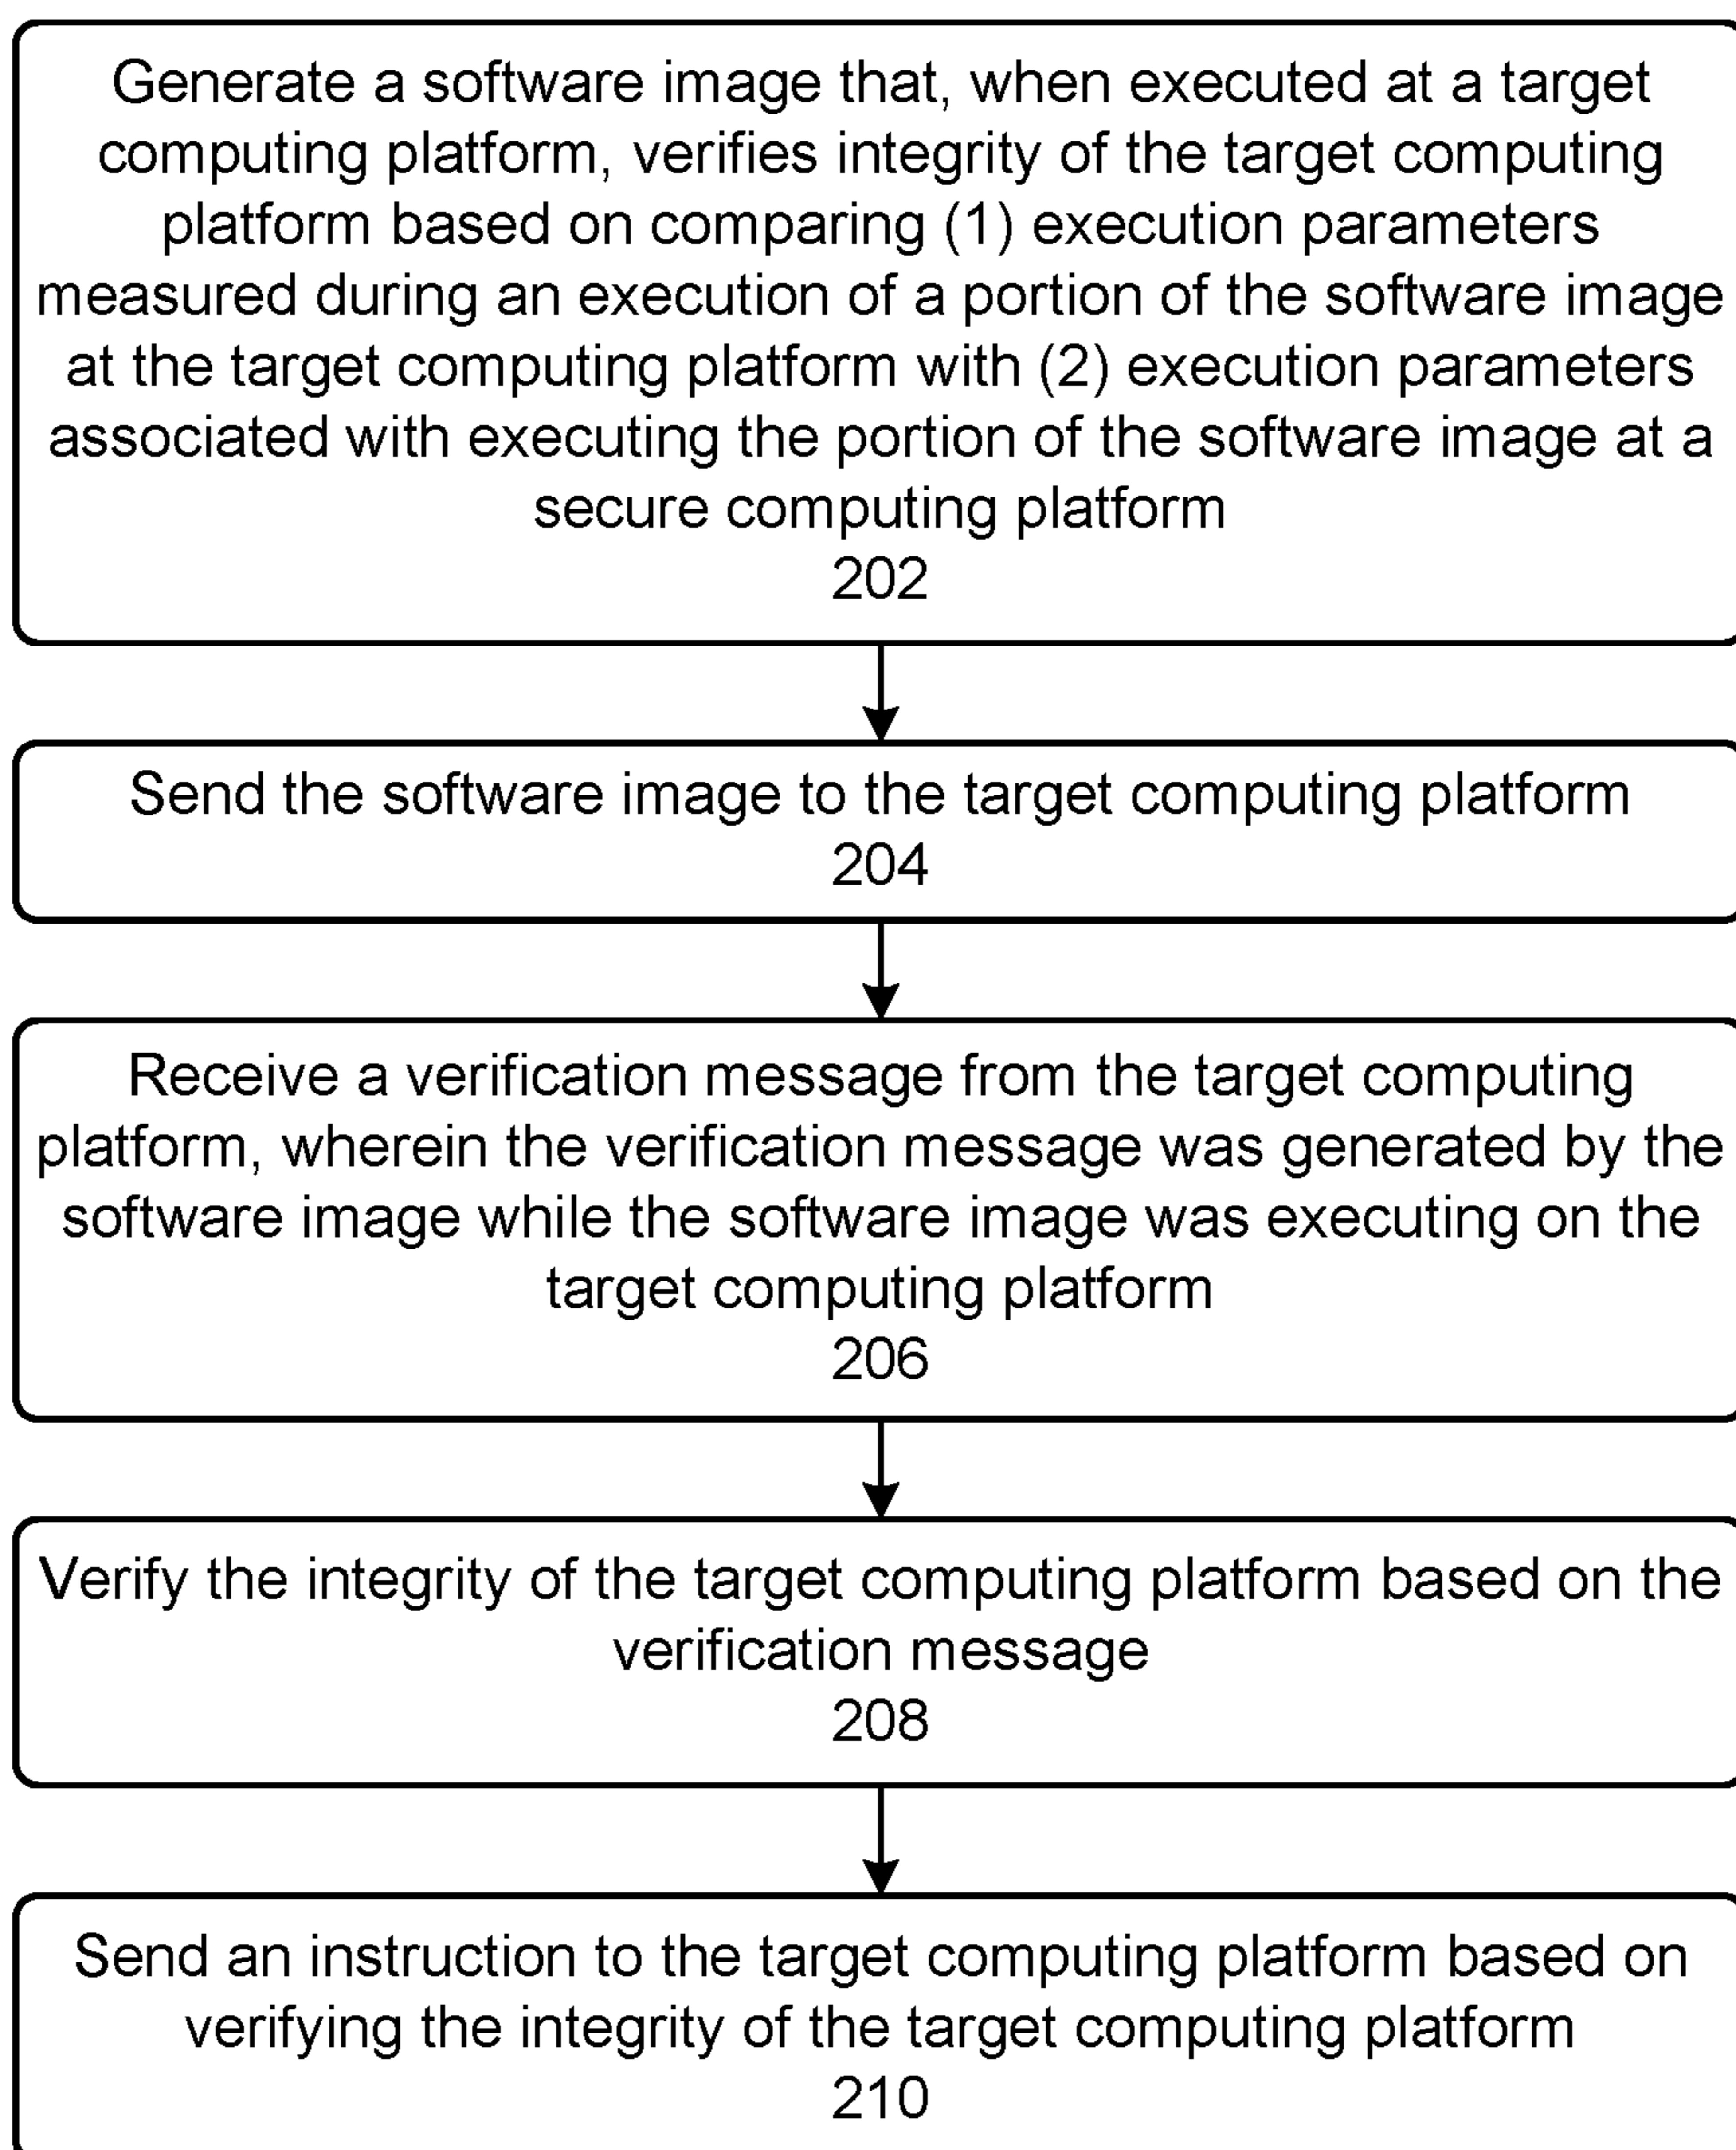 Generate a software image that, when executed at a target
computing platform, verifies integrity of the target computing
platform based on comparing (1) execution parameters
measured during an execution of a portion of the software image
at the target computing platform with (2) execution parameters
associated with executing the portion of the software image at a
secure computing platform
202
Send the software image to the target computing platform
204
Receive a verification message from the target computing
platform, wherein the verification message was generated by the
software image while the software image was executing on the
target computing platform
206
Verify the integrity of the target computing platform based on the
verification message
208
Send an instruction to the target computing platform based on
verifying the integrity of the target computing platform
210